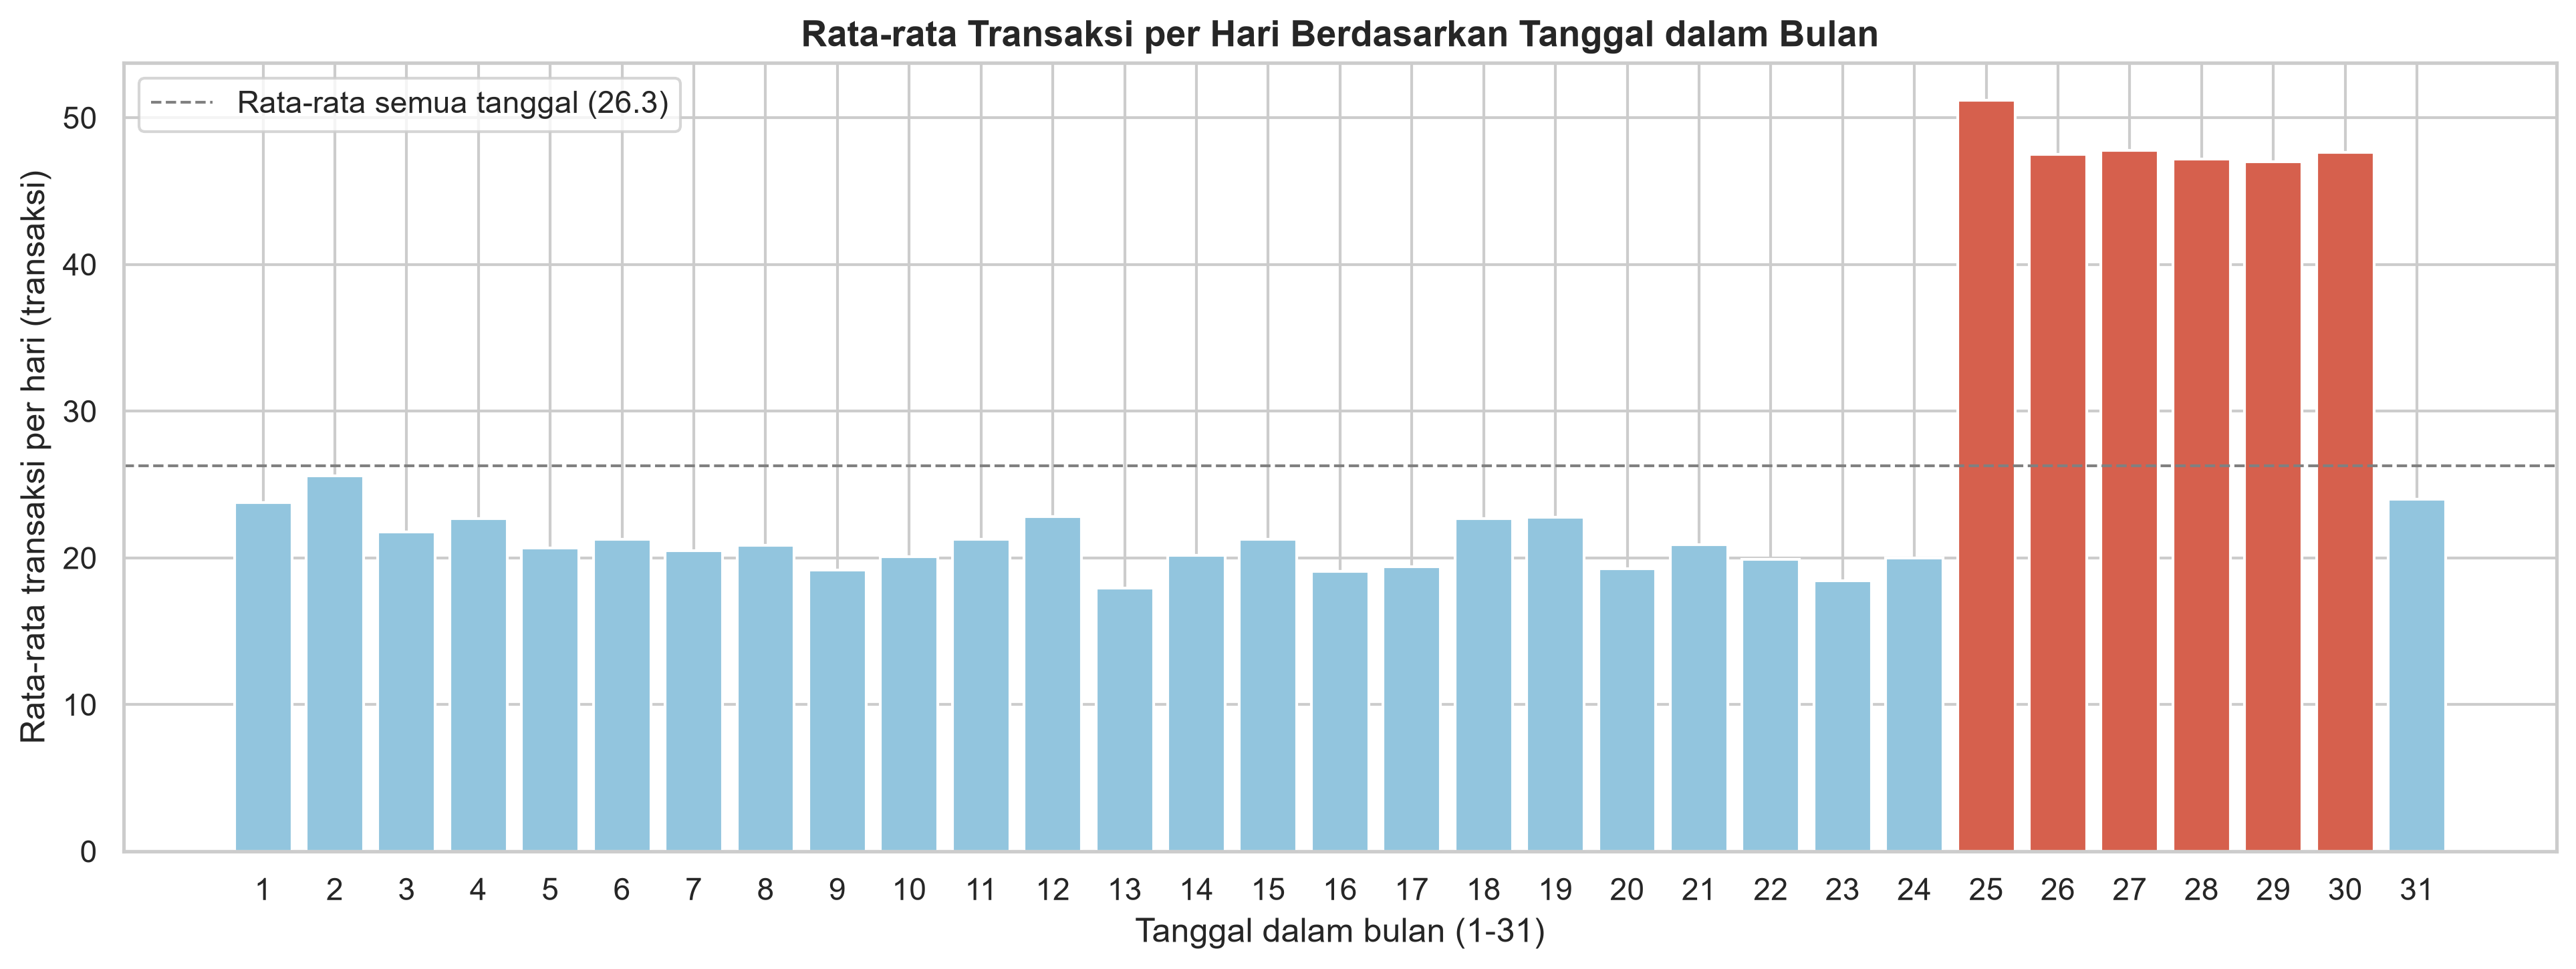 Rata-rata Transaksi per Hari Berdasarkan Tanggal dalam Bulan
Rata-rata semua tanggal (26.3)
Rata-rata transaksi per hari (transaksi)
50
40
30
20
10
0
1 2 3 4 5 6 7 8 9 10 11 12 13 14 15 16 17 18 19 20 21 22 23 24 25 26 27 28 29 30 31
Tanggal dalam bulan (1-31)